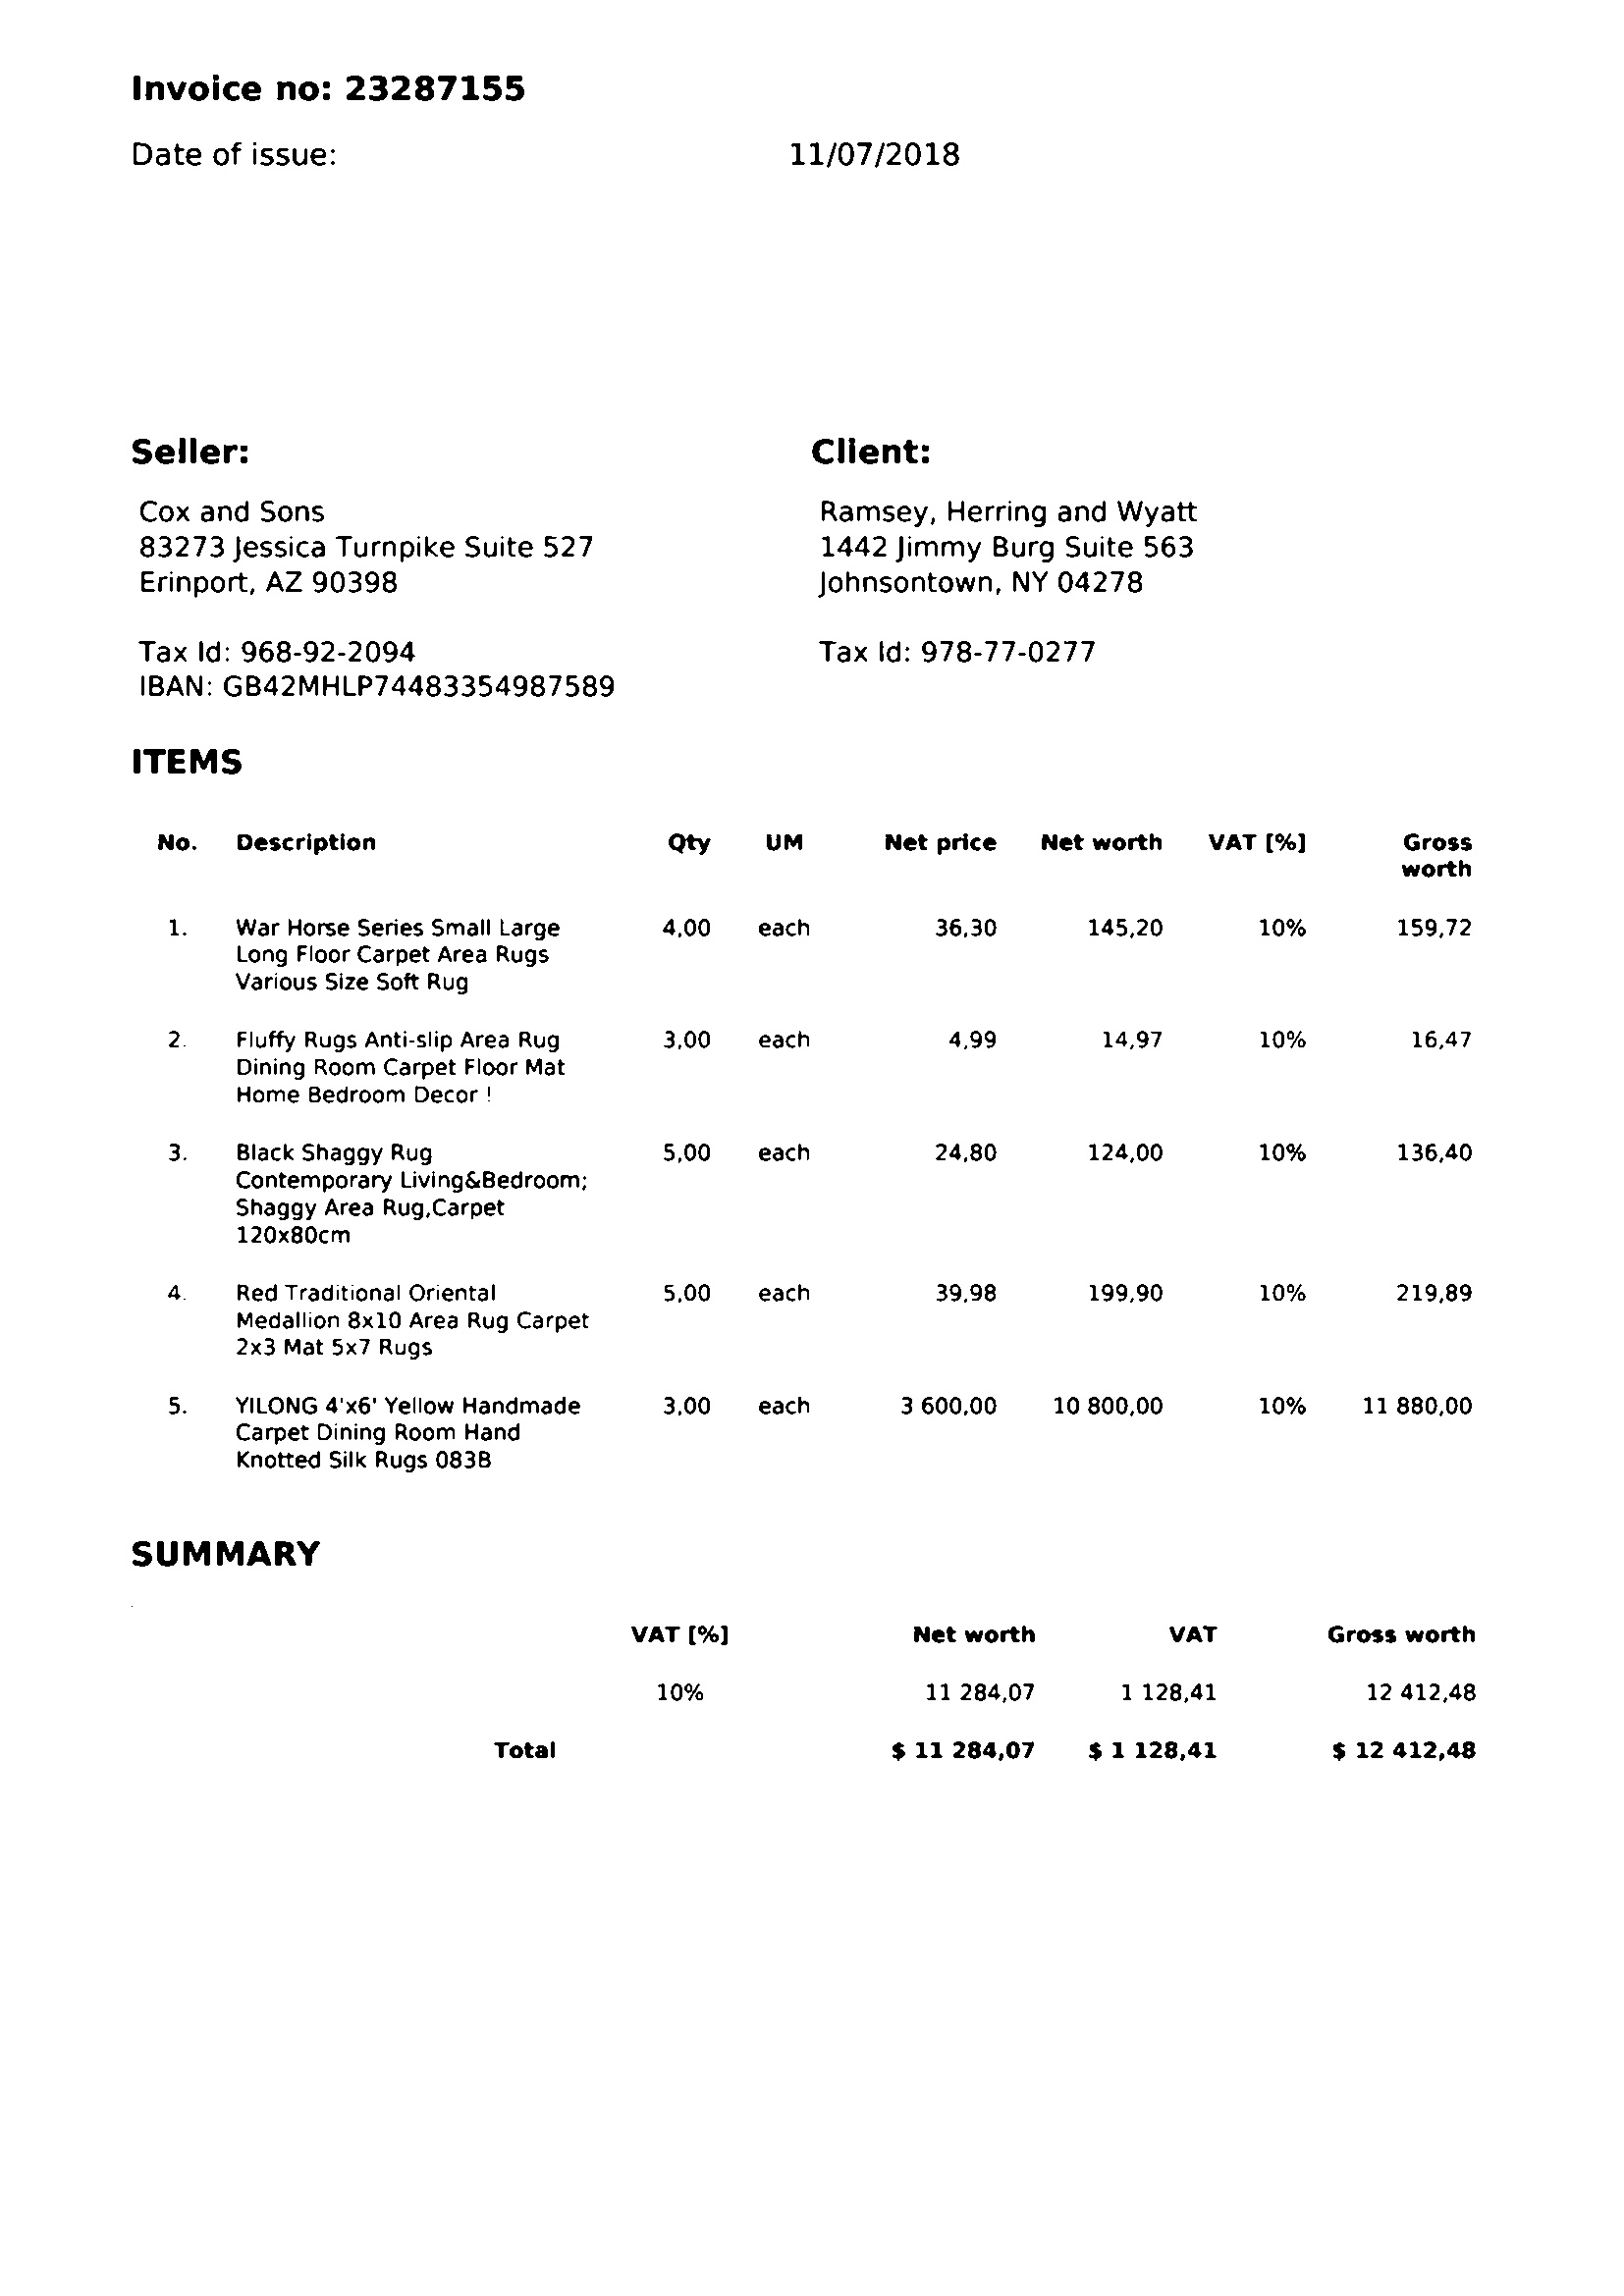 Invoice no: 23287155
Date of issue: 11/07/2018
Seller: Client:
Cox and Sons Ramsey, Herring and Wyatt
83273 Jessica Turnpike Suite 527 1442 Jimmy Burg Suite 563
Erinport, AZ 90398 Johnsontown, NY 04278
Tax Id: 968-92-2094 Tax Id: 978-77-0277
IBAN: GB42MHLP74483354987589
ITEMS
No. Description Qty UM Net price Net worth VAT [%] Gross
worth
1. War Horse Series Small Large 4,00 each 36,30 145,20 10% 159,72
Long Floor Carpet Area Rugs
Various Size Soft Rug
2. Fluffy Rugs Anti-slip Area Rug 3,00 each 4,99 14,97 10% 16,47
Dining Room Carpet Floor Mat
Home Bedroom Decor !
3. Black Shaggy Rug 5,00 each 24,80 124,00 10% 136,40
Contemporary Living&Bedroom;
Shaggy Area Rug,Carpet
120x80cm
4. Red Traditional Oriental 5,00 each 39,98 199,90 10% 219,89
Medallion 8x10 Area Rug Carpet
2x3 Mat 5x7 Rugs
5. YILONG 4'x6' Yellow Handmade 3,00 each 3 600,00 10 800,00 10% 11 880,00
Carpet Dining Room Hand
Knotted Silk Rugs 083B
SUMMARY
VAT [%] Net worth VAT Gross worth
10% 11 284,07 1 128,41 12 412,48
Total $ 11 284,07 $ 1 128,41 $ 12 412,48